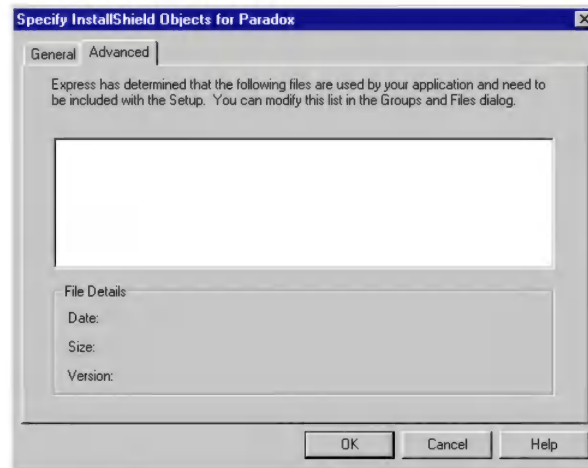 Specify InstallShield Objects for Paradox
General Advanced
Express has determined that the following files are used by your application and need to
be included with the Setup. You can modify this list in the Groups and Files dialog.
File Details
Date:
Size:
Version:
OK Cancel Help